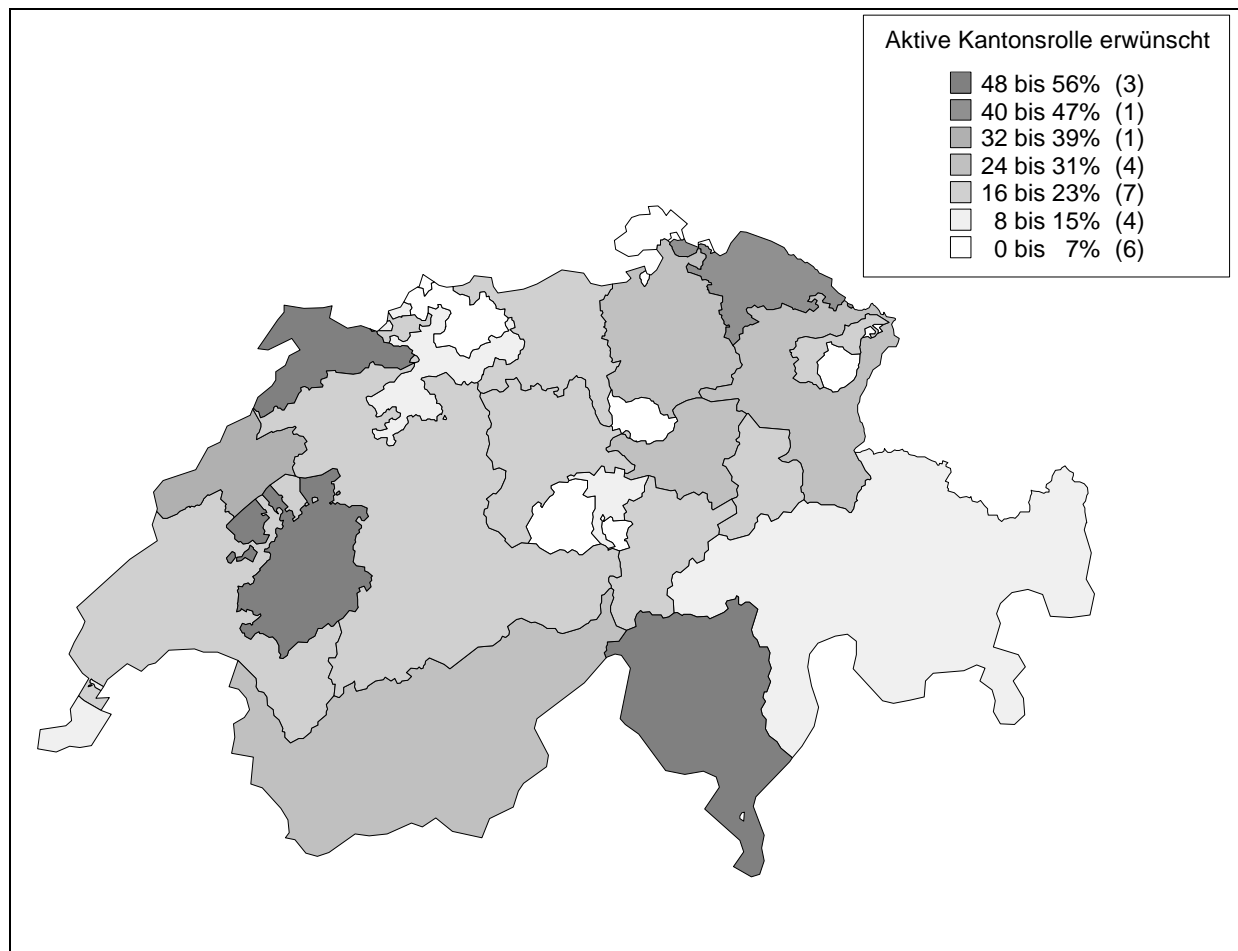 Aktive Kantonsrolle erwünscht
48 bis 56% (3)
40 bis 47% (1)
32 bis 39% (1)
24 bis 31% (4)
16 bis 23% (7)
8 bis 15% (4)
0 bis 7% (6)